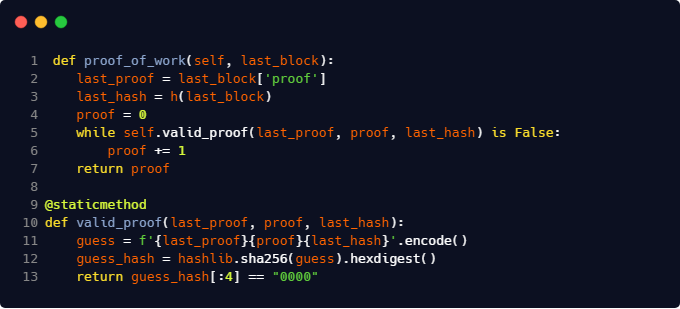 1 def proof_of_work(self, last_block):
2 last_proof = last_block['proof']
3 last_hash = h(last_block)
4 proof = 0
5 while self.valid_proof(last_proof, proof, last_hash) is False:
6 proof += 1
7 return proof
8
9 @staticmethod
10 def valid_proof(last_proof, proof, last_hash):
11 guess = f'{last_proof}{proof}{last_hash}'.encode()
12 guess_hash = hashlib.sha256(guess).hexdigest()
13 return guess_hash[:4] == "0000"